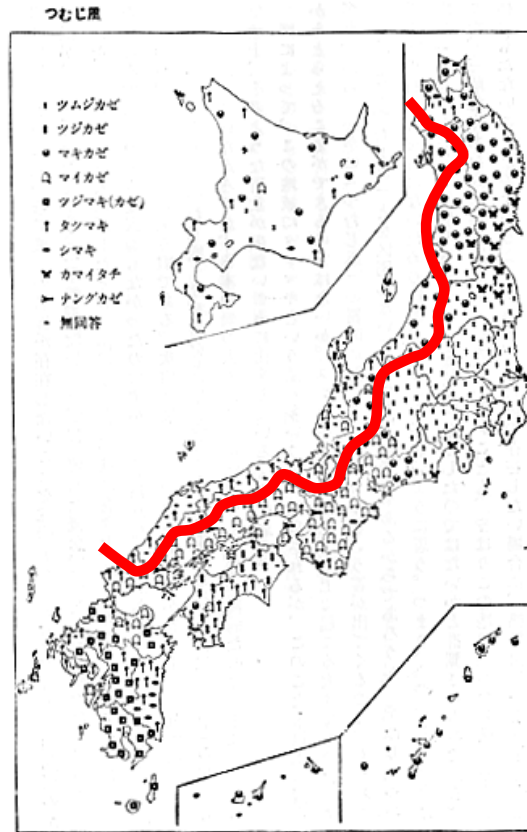 つむじ風
ツムジカゼ
ツジカゼ
マキカゼ
マイカゼ
ツジマキ(カゼ)
タツマキ
シマキ
カマイタチ
テングカゼ
無回答